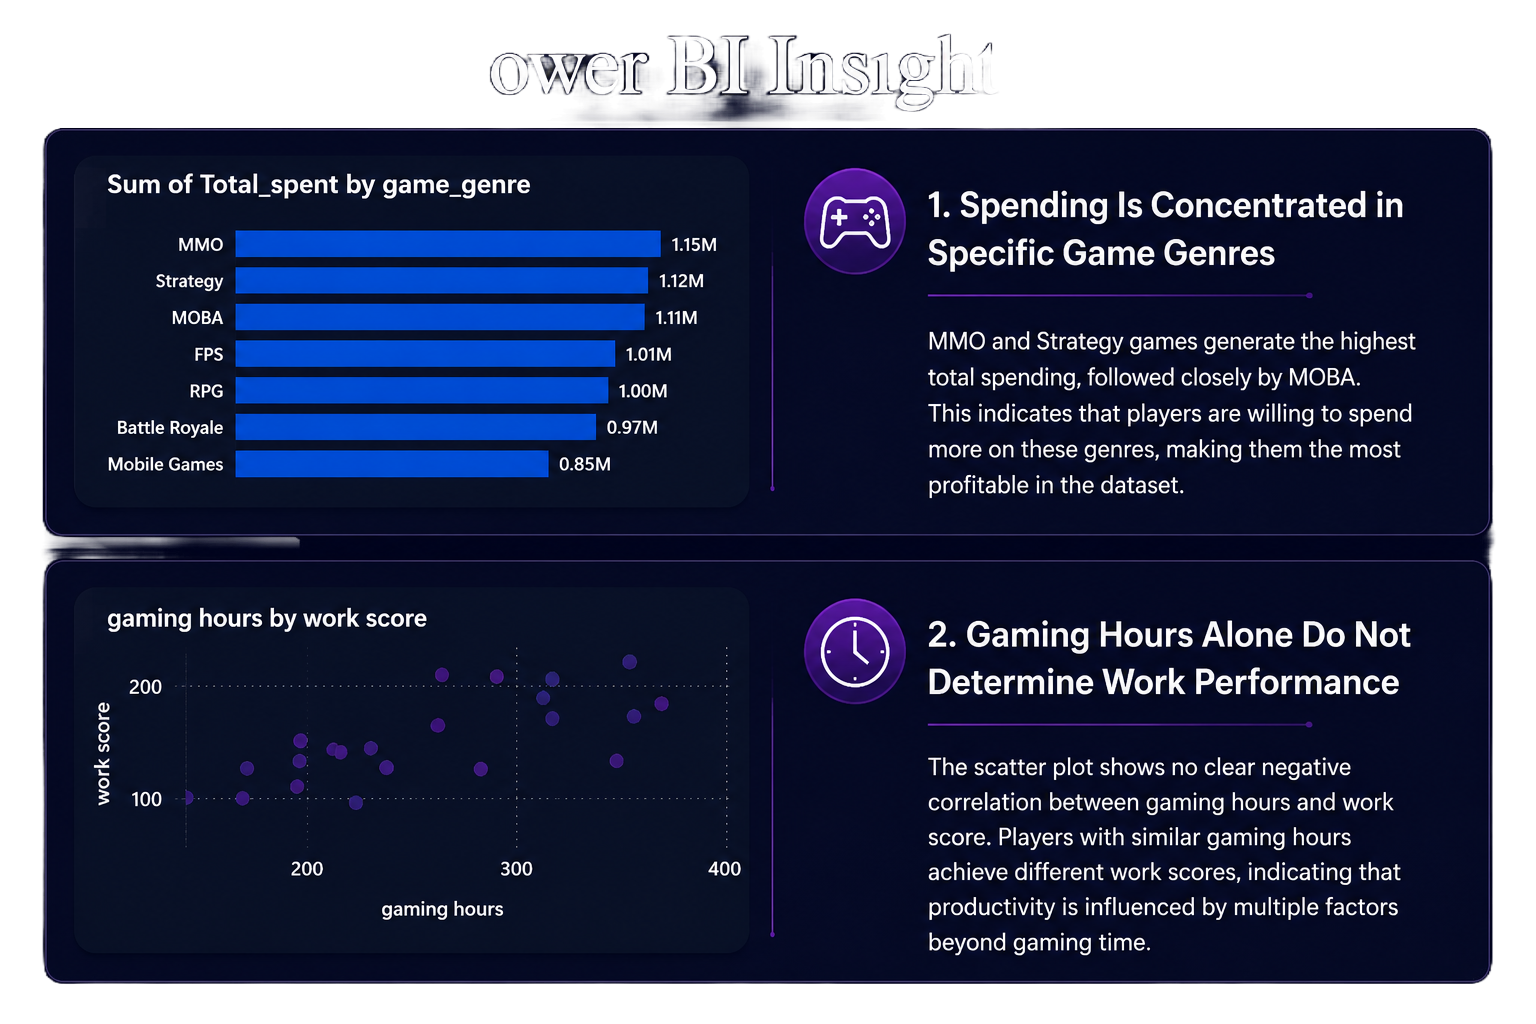 ower BI Insight
Sum of Total_spent by game_genre
MMO 1.15M
Strategy 1.12M
MOBA 1.11M
FPS 1.01M
RPG 1.00M
Battle Royale 0.97M
Mobile Games 0.85M
1. Spending Is Concentrated in
Specific Game Genres
MMO and Strategy games generate the highest
total spending, followed closely by MOBA.
This indicates that players are willing to spend
more on these genres, making them the most
profitable in the dataset.
gaming hours by work score
work score
200
100
200 300 400
gaming hours
2. Gaming Hours Alone Do Not
Determine Work Performance
The scatter plot shows no clear negative
correlation between gaming hours and work
score. Players with similar gaming hours
achieve different work scores, indicating that
productivity is influenced by multiple factors
beyond gaming time.